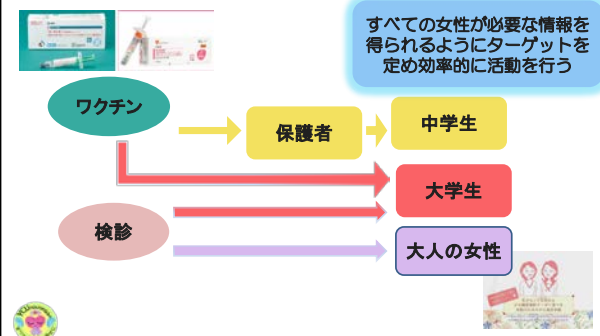 すべての女性が必要な情報を
得られるようにターゲットを
定め効率的に活動を行う
ワクチン
保護者
中学生
大学生
検診
大人の女性